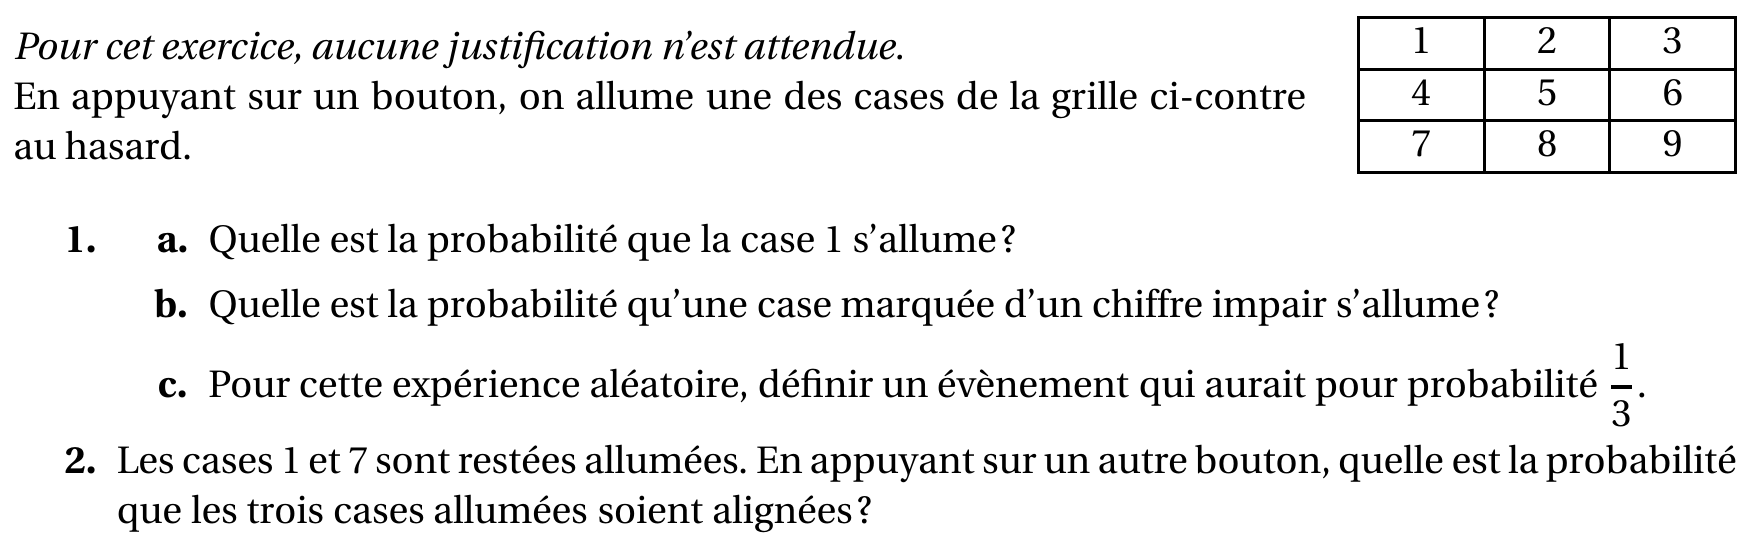 Pour cet exercice, aucune justification n'est attendue.
En appuyant sur un bouton, on allume une des cases de la grille ci-contre
au hasard.
1 2 3
4 5 6
7 8 9
1. a. Quelle est la probabilité que la case 1 s'allume ?
b. Quelle est la probabilité qu'une case marquée d'un chiffre impair s'allume ?
c. Pour cette expérience aléatoire, définir un évènement qui aurait pour probabilité 1/3.
2. Les cases 1 et 7 sont restées allumées. En appuyant sur un autre bouton, quelle est la probabilité
que les trois cases allumées soient alignées ?